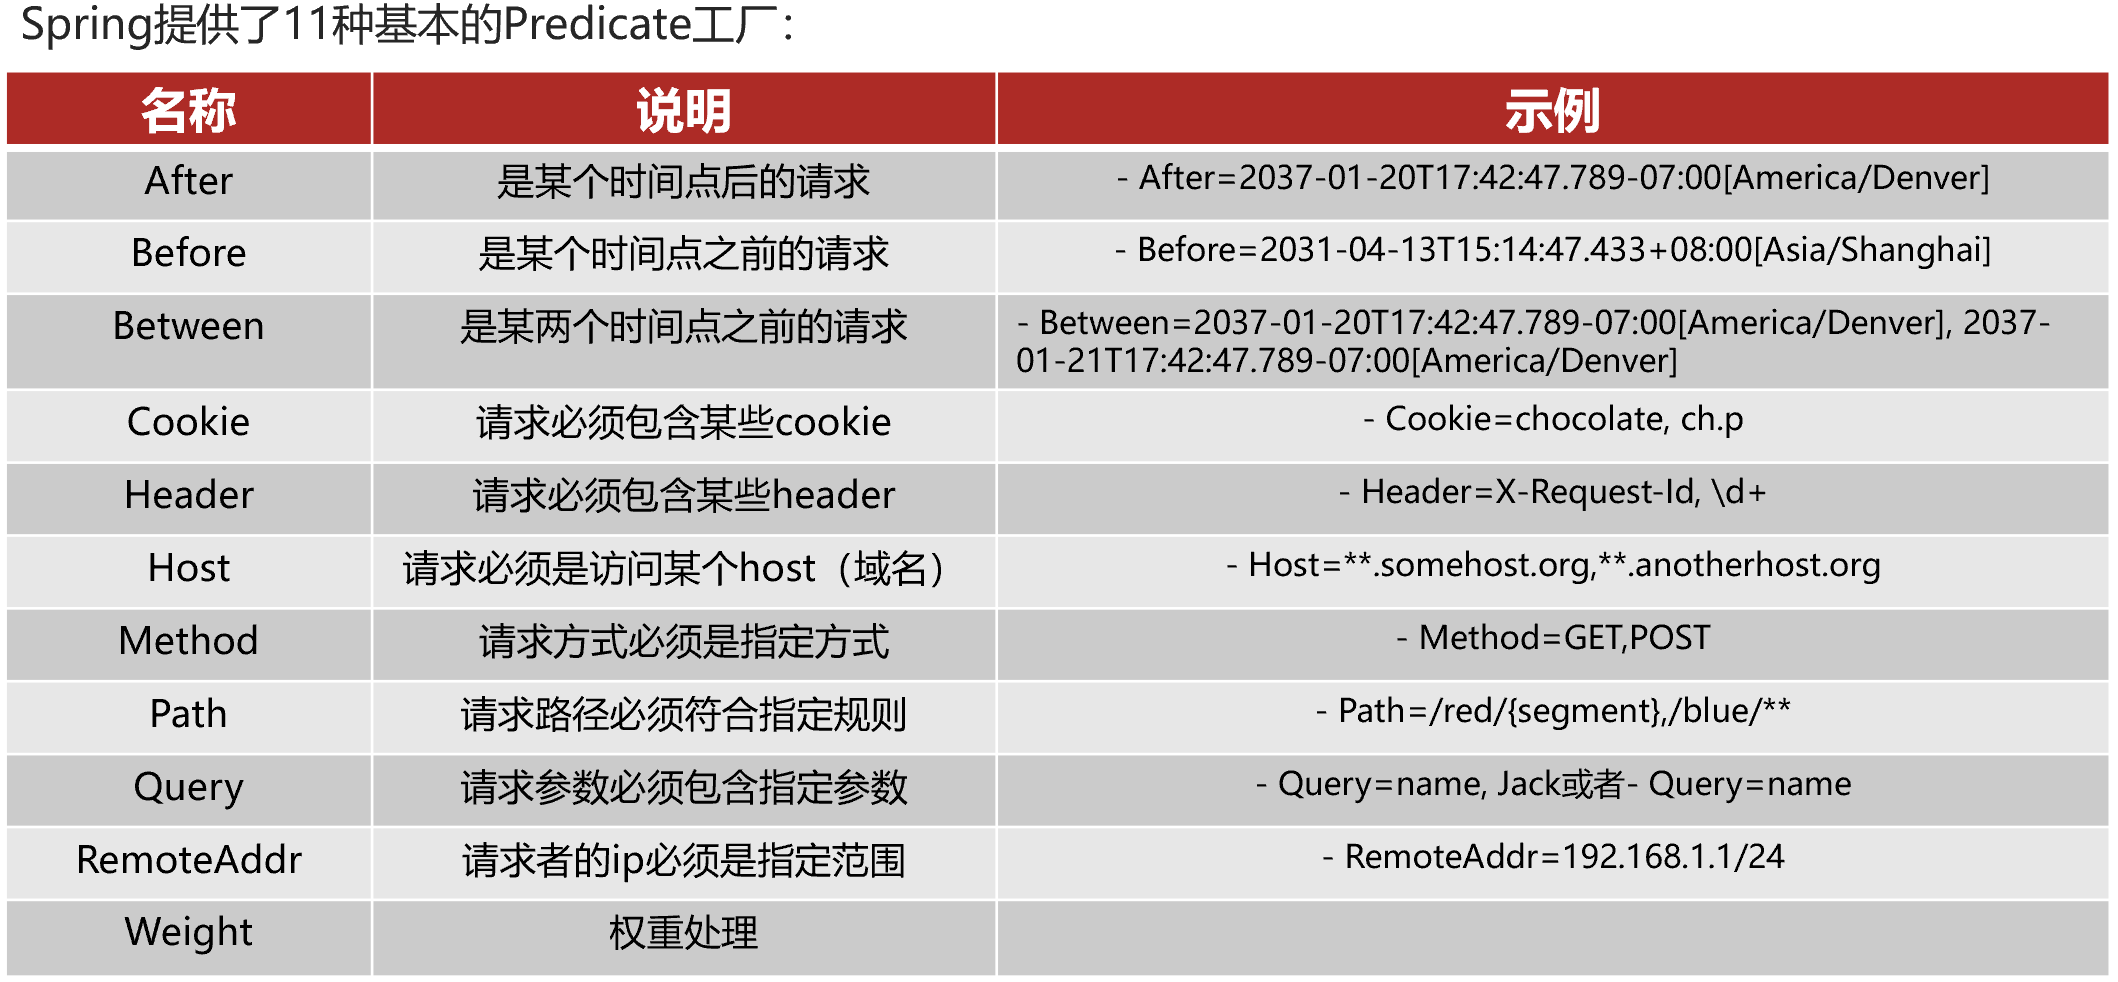 Spring提供了11种基本的Predicate工厂：
名称 说明 示例
After 是某个时间点后的请求 - After=2037-01-20T17:42:47.789-07:00[America/Denver]
Before 是某个时间点之前的请求 - Before=2031-04-13T15:14:47.433+08:00[Asia/Shanghai]
Between 是某两个时间点之前的请求 - Between=2037-01-20T17:42:47.789-07:00[America/Denver], 2037-
01-21T17:42:47.789-07:00[America/Denver]
Cookie 请求必须包含某些cookie - Cookie=chocolate, ch.p
Header 请求必须包含某些header - Header=X-Request-Id, \d+
Host 请求必须是访问某个host（域名） - Host=**.somehost.org,**.anotherhost.org
Method 请求方式必须是指定方式 - Method=GET,POST
Path 请求路径必须符合指定规则 - Path=/red/{segment},/blue/**
Query 请求参数必须包含指定参数 - Query=name, Jack或者- Query=name
RemoteAddr 请求者的ip必须是指定范围 - RemoteAddr=192.168.1.1/24
Weight 权重处理